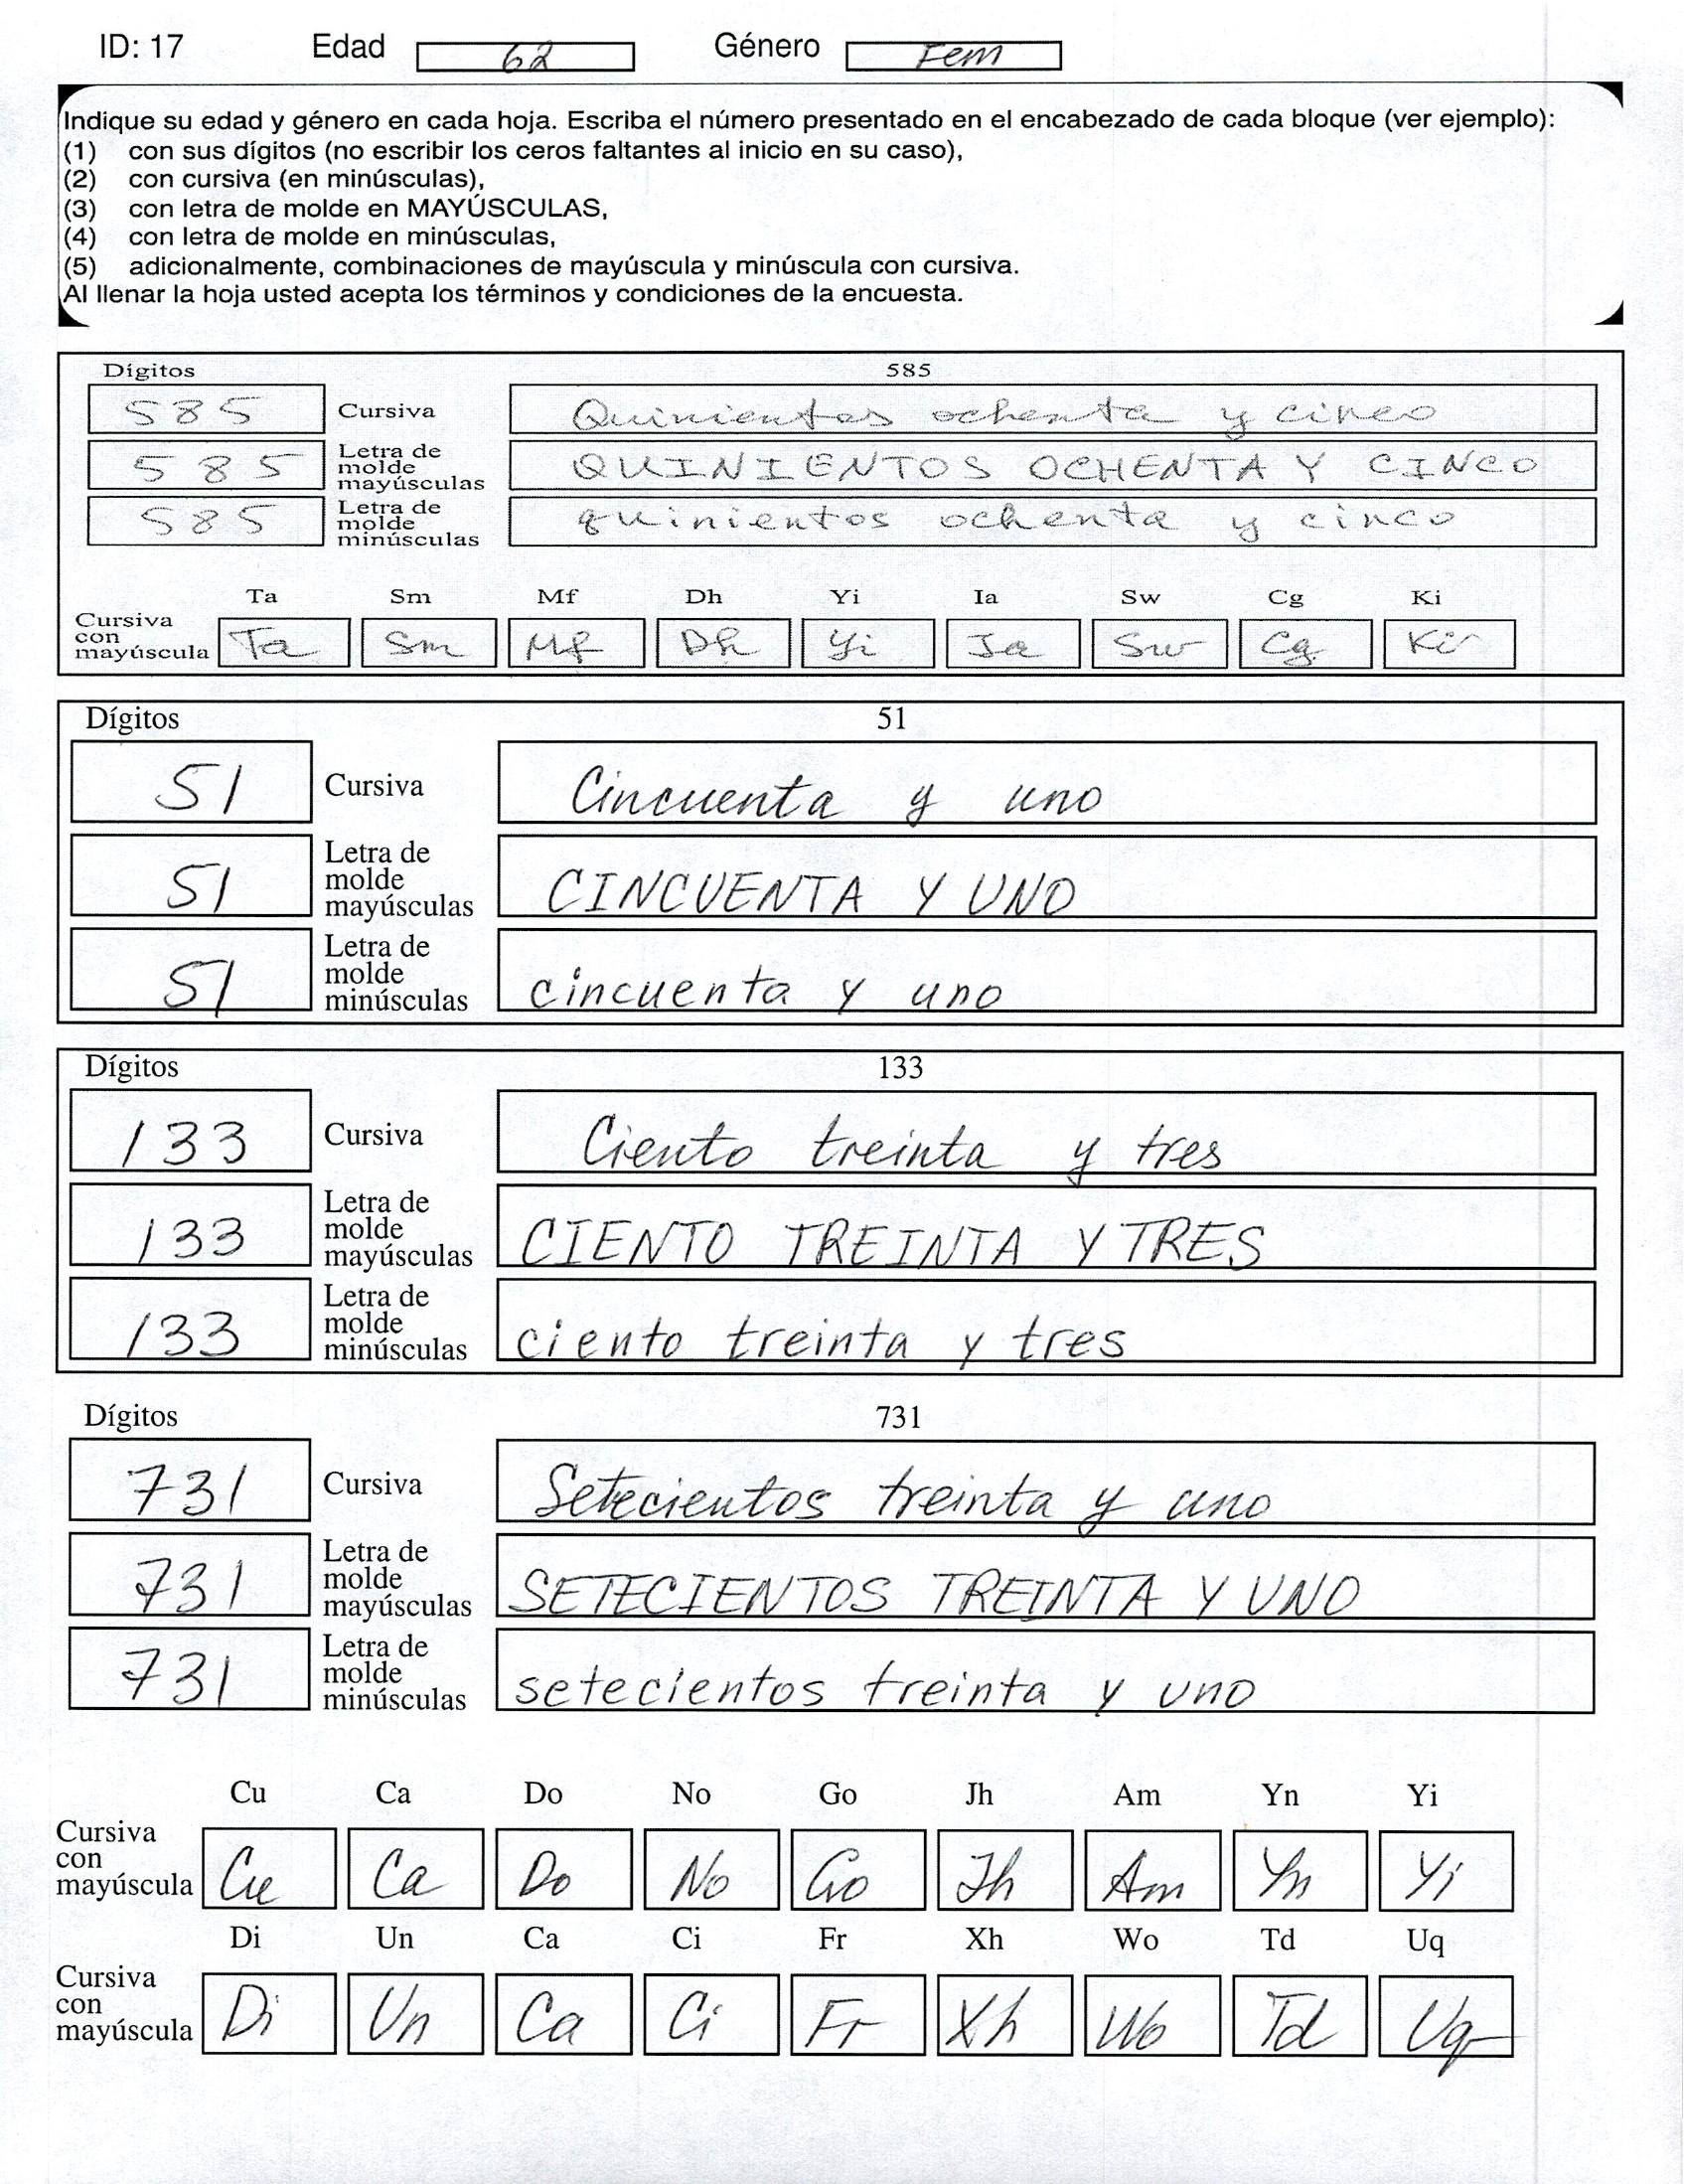 ID: 17 Edad 62 Género Fem
Indique su edad y género en cada hoja. Escriba el número presentado en el encabezado de cada bloque (ver ejemplo):
(1) con sus dígitos (no escribir los ceros faltantes al inicio en su caso),
(2) con cursiva (en minúsculas),
(3) con letra de molde en MAYÚSCULAS,
(4) con letra de molde en minúsculas,
(5) adicionalmente, combinaciones de mayúscula y minúscula con cursiva.
Al llenar la hoja usted acepta los términos y condiciones de la encuesta.
Dígitos 585
585 Cursiva Quinientos ochenta y cinco
585 Letra de molde mayúsculas QUINIENTOS OCHENTA Y CINCO
585 Letra de molde minúsculas quinientos ochenta y cinco
Ta Sm Mf Dh Yi Ia Sw Cg Ki
Cursiva con mayúscula Ta Sm Mf Dh Yi Ia Sw Cg Ki
Dígitos 51
51 Cursiva Cincuenta y uno
51 Letra de molde mayúsculas CINCUENTA Y UNO
51 Letra de molde minúsculas cincuenta y uno
Dígitos 133
133 Cursiva Ciento treinta y tres
133 Letra de molde mayúsculas CIENTO TREINTA Y TRES
133 Letra de molde minúsculas ciento treinta y tres
Dígitos 731
731 Cursiva Setecientos treinta y uno
731 Letra de molde mayúsculas SETECIENTOS TREINTA Y UNO
731 Letra de molde minúsculas setecientos treinta y uno
Cu Ca Do No Go Jh Am Yn Yi
Cursiva con mayúscula Cu Ca Do No Go Jh Am Yn Yi
Di Un Ca Ci Fr Xh Wo Td Uq
Cursiva con mayúscula Di Un Ca Ci Fr Xh Wo Td Uq